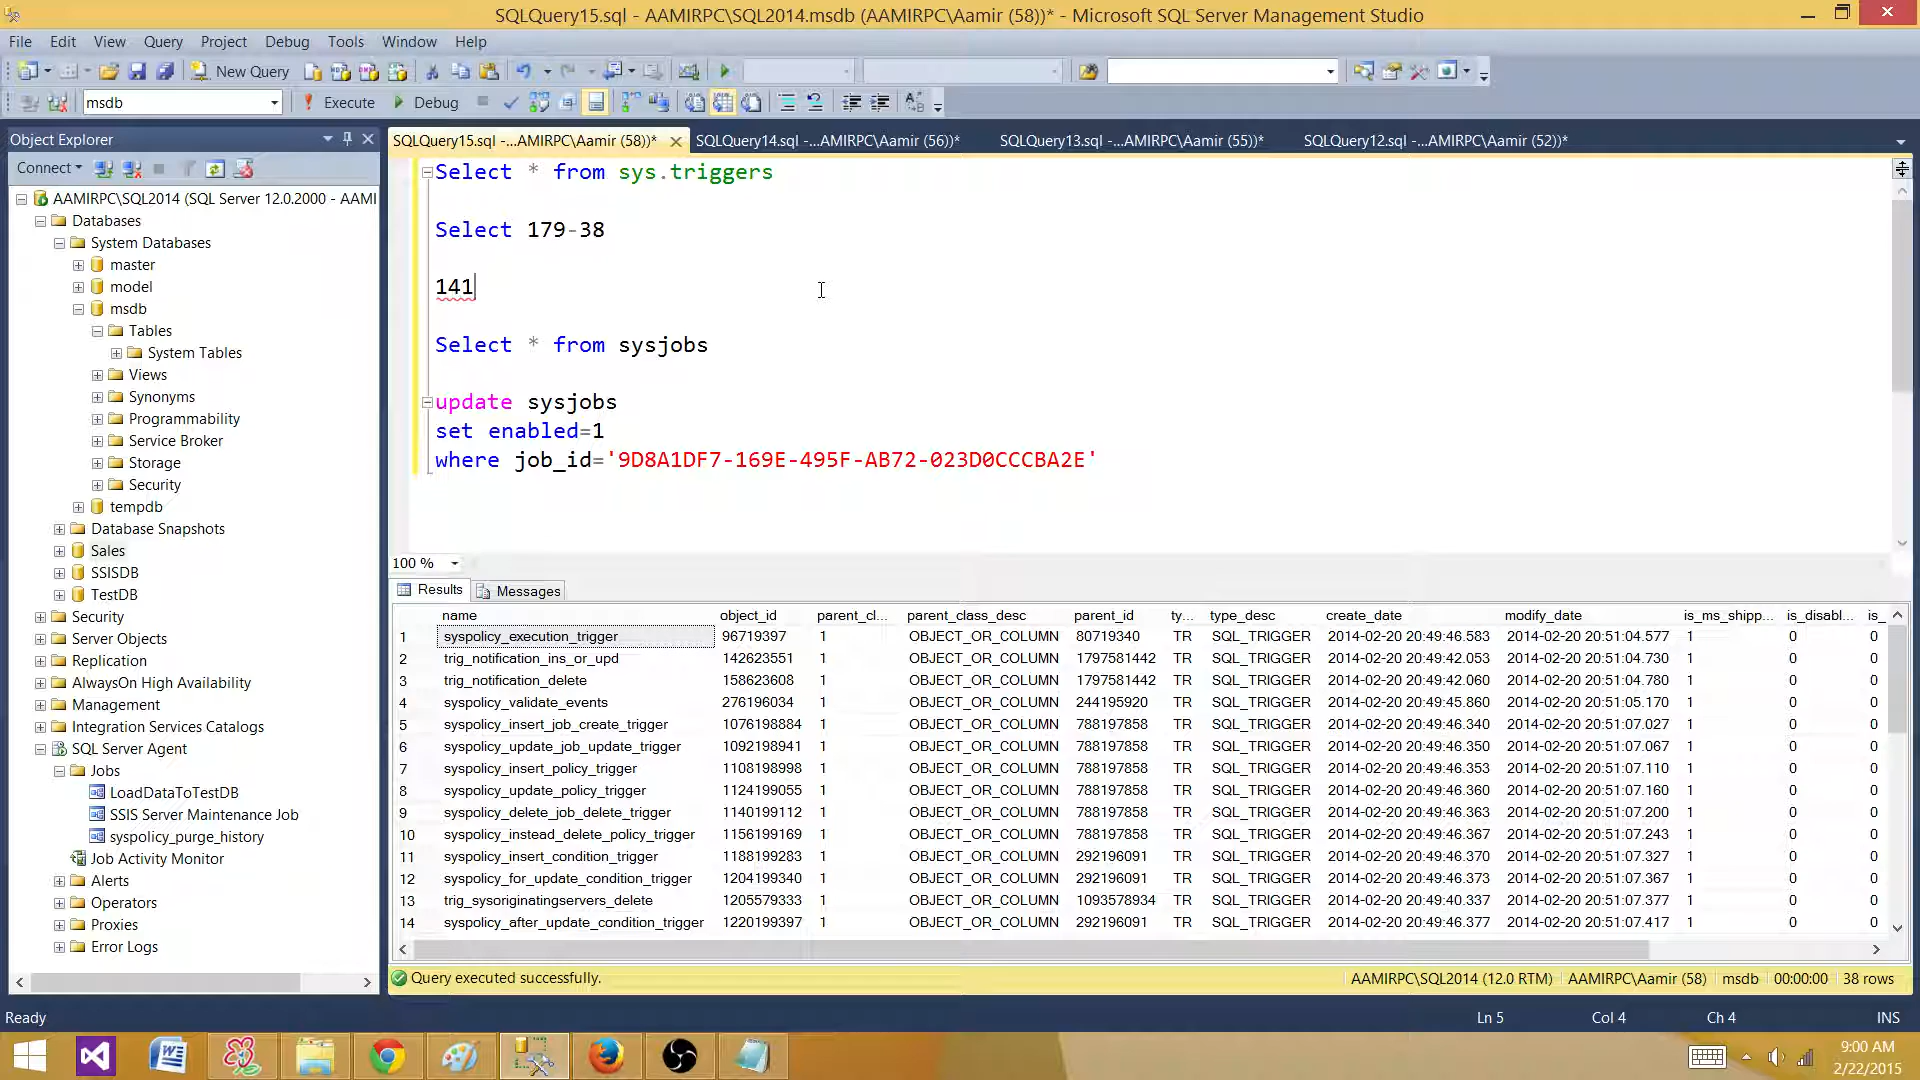 SQLQuery15.sql - AAMIRPC\SQL2014.msdb (AAMIRPC\Aamir (58))* - Microsoft SQL Server Management Studio
File Edit View Query Project Debug Tools Window Help
New Query
msdb Execute Debug
Object Explorer
Connect
AAMIRPC\SQL2014 (SQL Server 12.0.2000 - AAMI
Databases
System Databases
master
model
msdb
Tables
System Tables
Views
Synonyms
Programmability
Service Broker
Storage
Security
tempdb
Database Snapshots
Sales
SSISDB
TestDB
Security
Server Objects
Replication
AlwaysOn High Availability
Management
Integration Services Catalogs
SQL Server Agent
Jobs
LoadDataToTestDB
SSIS Server Maintenance Job
syspolicy_purge_history
Job Activity Monitor
Alerts
Operators
Proxies
Error Logs
SQLQuery15.sql -...AMIRPC\Aamir (58))* SQLQuery14.sql -...AMIRPC\Aamir (56))* SQLQuery13.sql -...AMIRPC\Aamir (55))* SQLQuery12.sql -...AMIRPC\Aamir (52))*
Select * from sys.triggers
Select 179-38
141
Select * from sysjobs
update sysjobs
set enabled=1
where job_id='9D8A1DF7-169E-495F-AB72-023D0CCCBA2E'
100 %
Results Messages
name object_id parent_cl... parent_class_desc parent_id ty... type_desc create_date modify_date is_ms_shipp... is_disabl... is_
1 syspolicy_execution_trigger 96719397 1 OBJECT_OR_COLUMN 80719340 TR SQL_TRIGGER 2014-02-20 20:49:46.583 2014-02-20 20:51:04.577 1 0 0
2 trig_notification_ins_or_upd 142623551 1 OBJECT_OR_COLUMN 1797581442 TR SQL_TRIGGER 2014-02-20 20:49:42.053 2014-02-20 20:51:04.730 1 0 0
3 trig_notification_delete 158623608 1 OBJECT_OR_COLUMN 1797581442 TR SQL_TRIGGER 2014-02-20 20:49:42.060 2014-02-20 20:51:04.780 1 0 0
4 syspolicy_validate_events 276196034 1 OBJECT_OR_COLUMN 244195920 TR SQL_TRIGGER 2014-02-20 20:49:45.860 2014-02-20 20:51:05.170 1 0 0
5 syspolicy_insert_job_create_trigger 1076198884 1 OBJECT_OR_COLUMN 788197858 TR SQL_TRIGGER 2014-02-20 20:49:46.340 2014-02-20 20:51:07.027 1 0 0
6 syspolicy_update_job_update_trigger 1092198941 1 OBJECT_OR_COLUMN 788197858 TR SQL_TRIGGER 2014-02-20 20:49:46.350 2014-02-20 20:51:07.067 1 0 0
7 syspolicy_insert_policy_trigger 1108198998 1 OBJECT_OR_COLUMN 788197858 TR SQL_TRIGGER 2014-02-20 20:49:46.353 2014-02-20 20:51:07.110 1 0 0
8 syspolicy_update_policy_trigger 1124199055 1 OBJECT_OR_COLUMN 788197858 TR SQL_TRIGGER 2014-02-20 20:49:46.360 2014-02-20 20:51:07.160 1 0 0
9 syspolicy_delete_job_delete_trigger 1140199112 1 OBJECT_OR_COLUMN 788197858 TR SQL_TRIGGER 2014-02-20 20:49:46.363 2014-02-20 20:51:07.200 1 0 0
10 syspolicy_instead_delete_policy_trigger 1156199169 1 OBJECT_OR_COLUMN 788197858 TR SQL_TRIGGER 2014-02-20 20:49:46.367 2014-02-20 20:51:07.243 1 0 0
11 syspolicy_insert_condition_trigger 1188199283 1 OBJECT_OR_COLUMN 292196091 TR SQL_TRIGGER 2014-02-20 20:49:46.370 2014-02-20 20:51:07.327 1 0 0
12 syspolicy_for_update_condition_trigger 1204199340 1 OBJECT_OR_COLUMN 292196091 TR SQL_TRIGGER 2014-02-20 20:49:46.373 2014-02-20 20:51:07.367 1 0 0
13 trig_sysoriginatingservers_delete 1205579333 1 OBJECT_OR_COLUMN 1093578934 TR SQL_TRIGGER 2014-02-20 20:49:40.337 2014-02-20 20:51:07.377 1 0 0
14 syspolicy_after_update_condition_trigger 1220199397 1 OBJECT_OR_COLUMN 292196091 TR SQL_TRIGGER 2014-02-20 20:49:46.377 2014-02-20 20:51:07.417 1 0 0
Query executed successfully. AAMIRPC\SQL2014 (12.0 RTM) AAMIRPC\Aamir (58) msdb 00:00:00 38 rows
Ready Ln 5 Col 4 Ch 4 INS
9:00 AM
2/22/2015